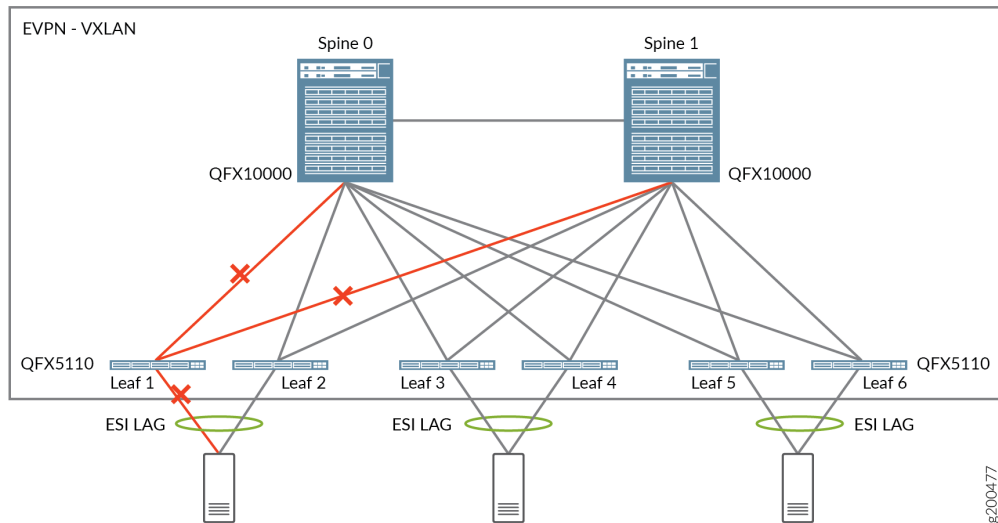 EVPN - VXLAN
Spine 0
Spine 1
QFX10000
QFX10000
QFX5110
QFX5110
Leaf 1
Leaf 2
Leaf 3
Leaf 4
Leaf 5
Leaf 6
ESI LAG
ESI LAG
ESI LAG
g200477